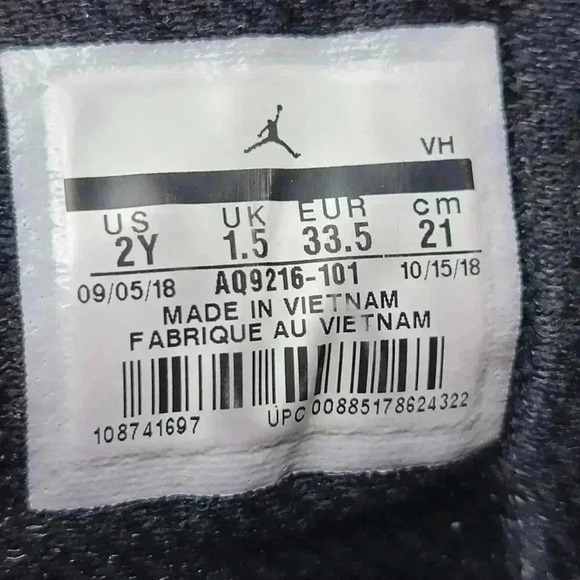 VH
US UK EUR cm
2Y 1.5 33.5 21
09/05/18 AQ9216-101 10/15/18
MADE IN VIETNAM
FABRIQUE AU VIETNAM
108741697 UPC 00885178624322